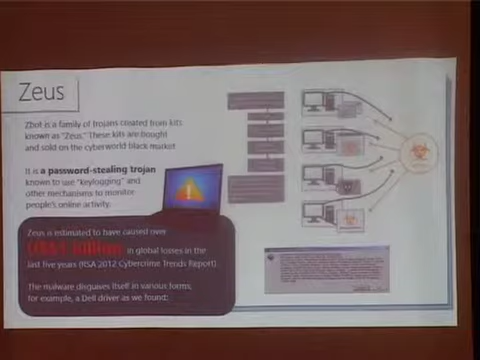 Zeus
Zbot is a family of trojans created from kits
known as "Zeus." These kits are bought
and sold on the cyberworld black market
It is a password-stealing trojan
known to use "keylogging" and
other mechanisms to monitor
people's online activity.
Zeus is estimated to have caused over
US$1 billion in global losses in the
last five years (RSA 2012 Cybercrime Trends Report).
The malware disguises itself in various forms,
for example, a Dell driver as we found: